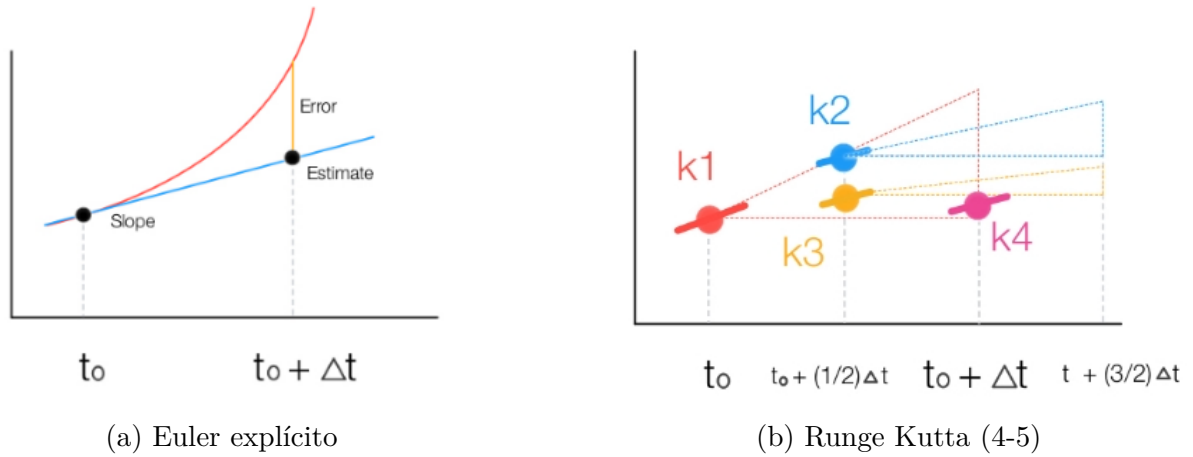 Error
Estimate
Slope
t₀
t₀ + Δt
(a) Euler explícito
k2
k1
k3
k4
t₀
t₀ + (1/2)Δt
t₀ + Δt
t + (3/2)Δt
(b) Runge Kutta (4-5)